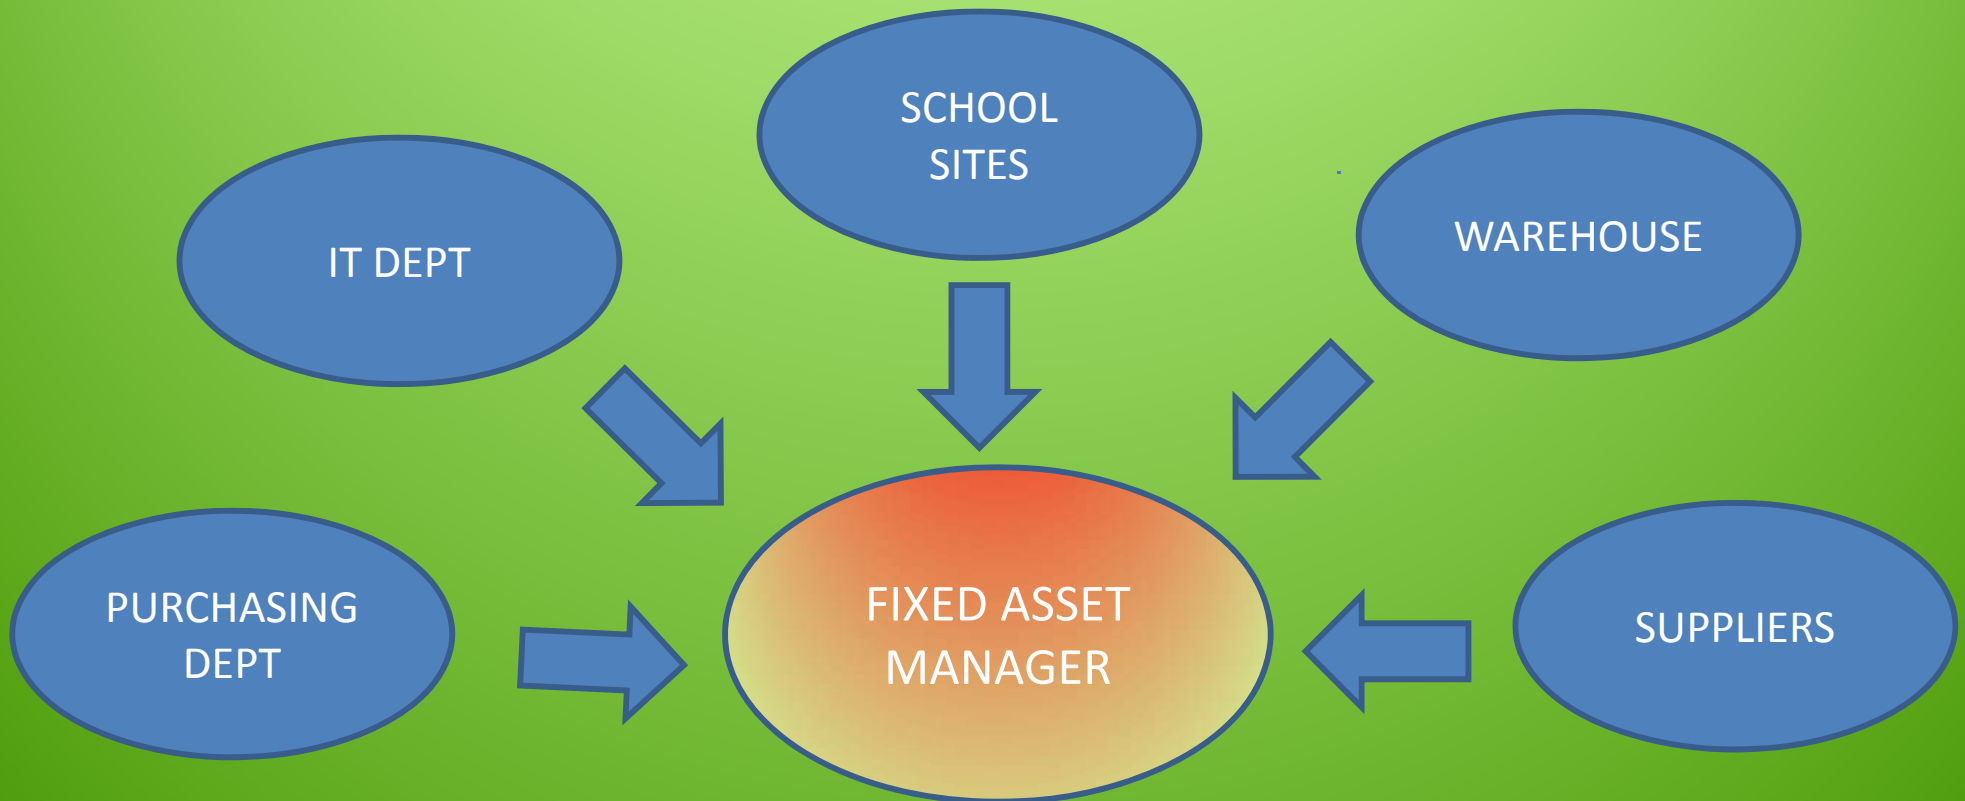 SCHOOL
SITES
IT DEPT
WAREHOUSE
PURCHASING
DEPT
FIXED ASSET
MANAGER
SUPPLIERS